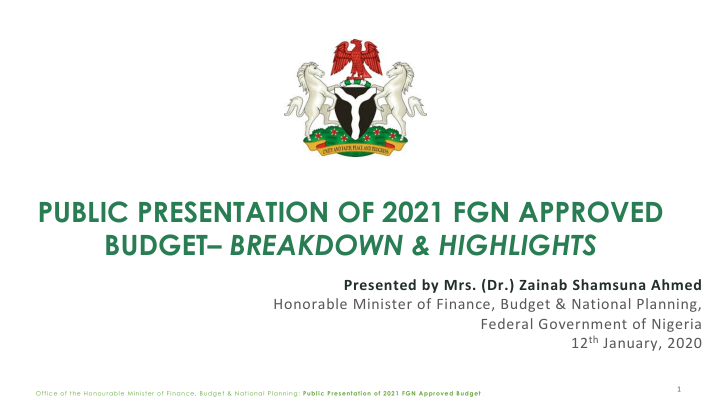 UNITY AND FAITH, PEACE AND PROGRESS
PUBLIC PRESENTATION OF 2021 FGN APPROVED
BUDGET– BREAKDOWN & HIGHLIGHTS
Presented by Mrs. (Dr.) Zainab Shamsuna Ahmed
Honorable Minister of Finance, Budget & National Planning,
Federal Government of Nigeria
12th January, 2020
Office of the Honourable Minister of Finance, Budget & National Planning: Public Presentation of 2021 FGN Approved Budget
1